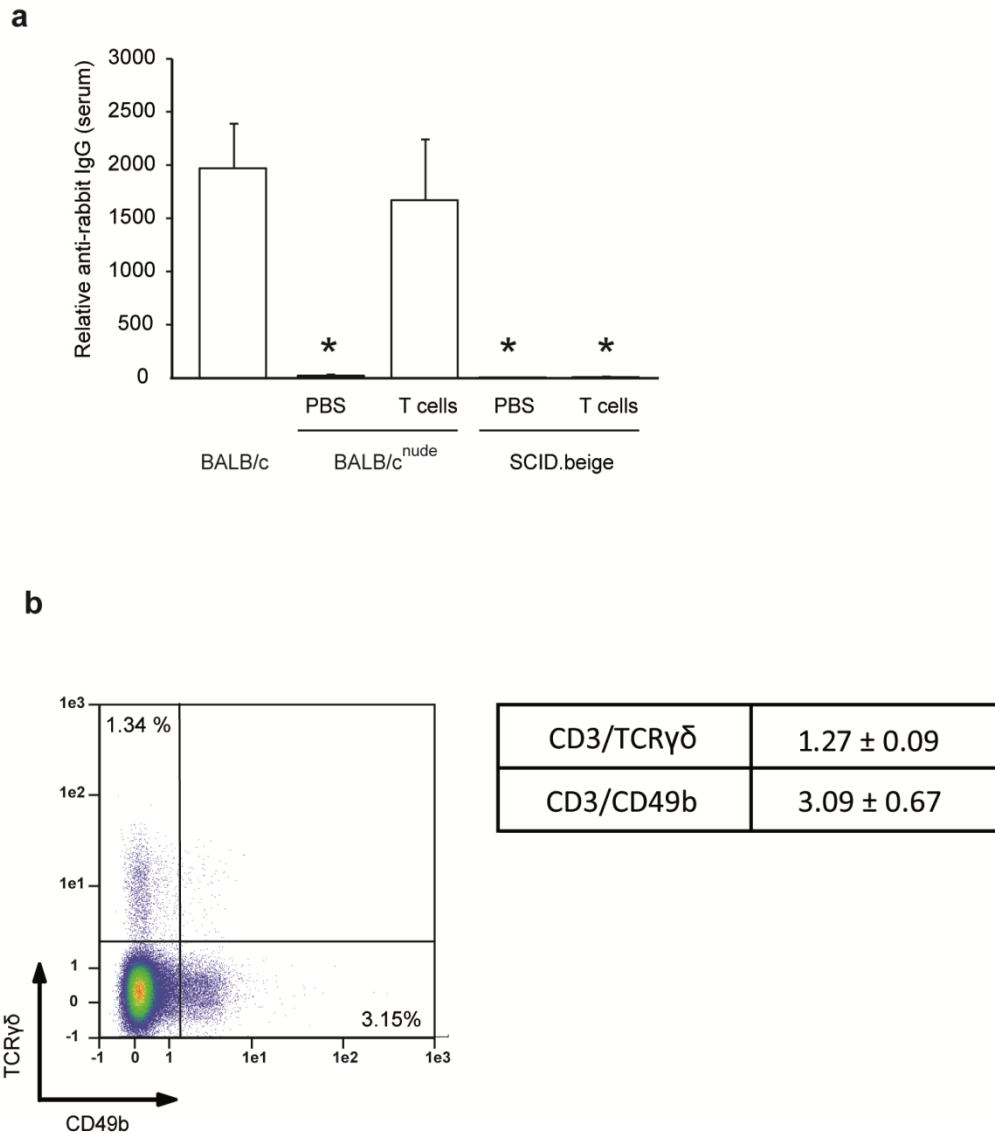 a
Relative anti-rabbit IgG (serum)
3000
2500
2000
1500
1000
500
0
*
*
*
PBS
T cells
PBS
T cells
BALB/c
BALB/cnude
SCID.beige
b
1e3
1e2
1e1
1
0
-1
1.34 %
3.15%
-1
0
1
1e1
1e2
1e3
TCRγδ
CD49b
CD3/TCRγδ
1.27 ± 0.09
CD3/CD49b
3.09 ± 0.67